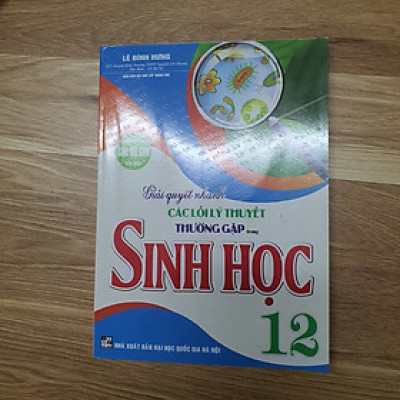 LÊ ĐÌNH HƯNG
Giải quyết nhanh
CÁC LỖI LÝ THUYẾT
THƯỜNG GẶP trong
SINH HỌC
12
NHÀ XUẤT BẢN ĐẠI HỌC QUỐC GIA HÀ NỘI